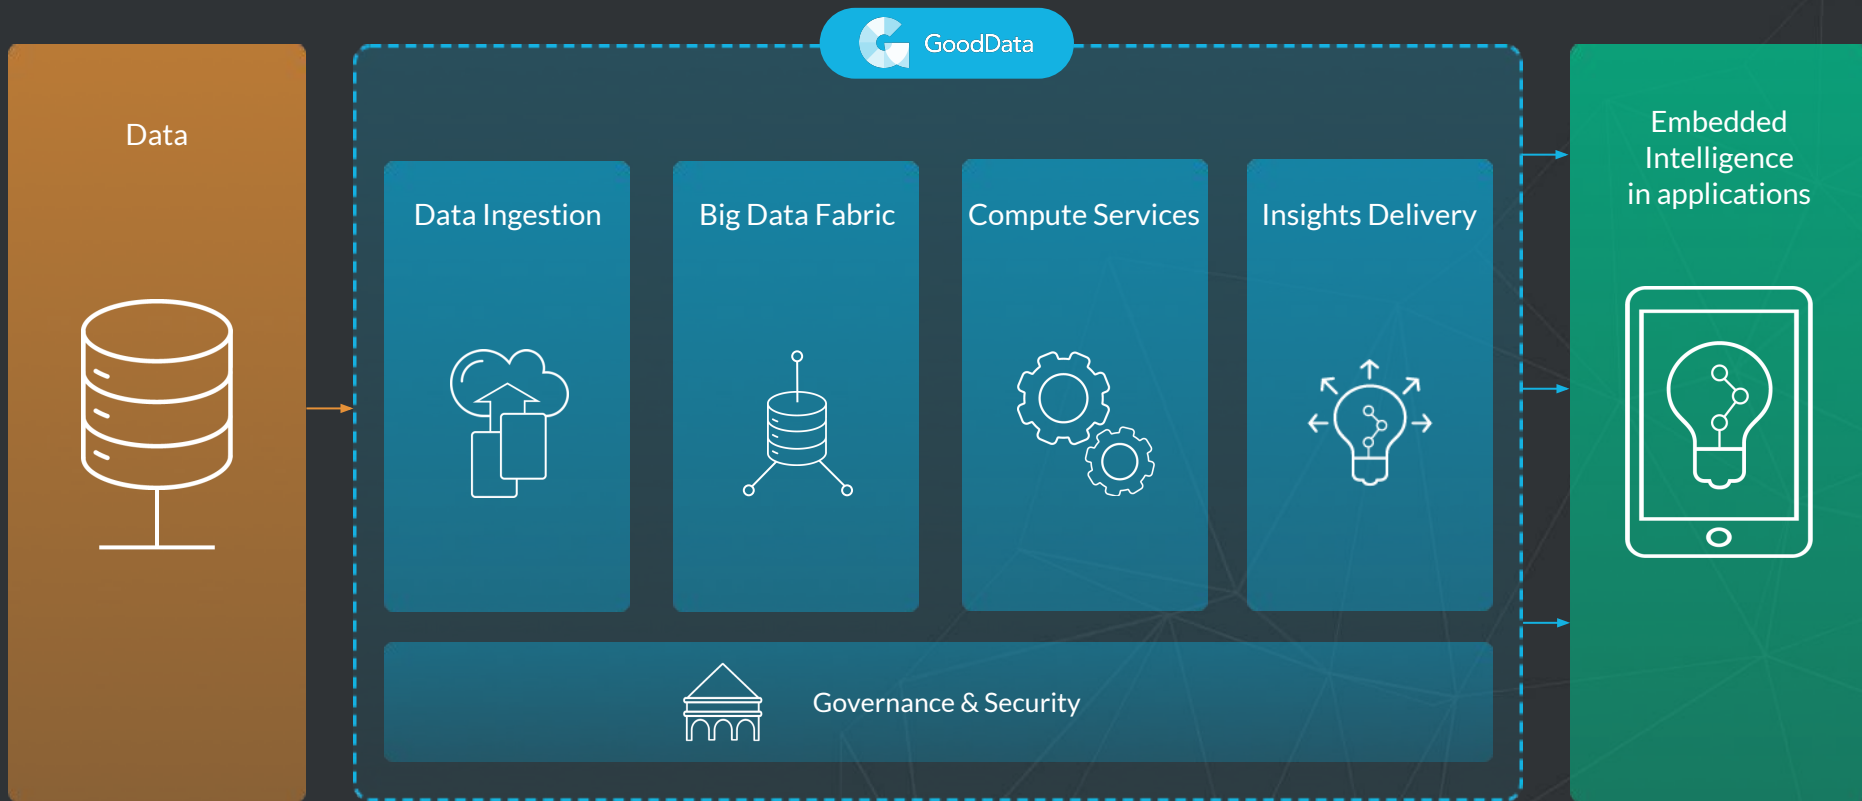 GoodData
Data
Data Ingestion
Big Data Fabric
Compute Services
Insights Delivery
Governance & Security
Embedded
Intelligence
in applications